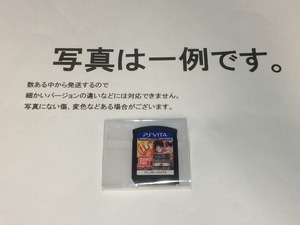 写真は一例です。
数ある中から発送するので
細かいバージョンの違いなどには対応できません。
写真にない傷、変色などある場合がございます。
PSVITA